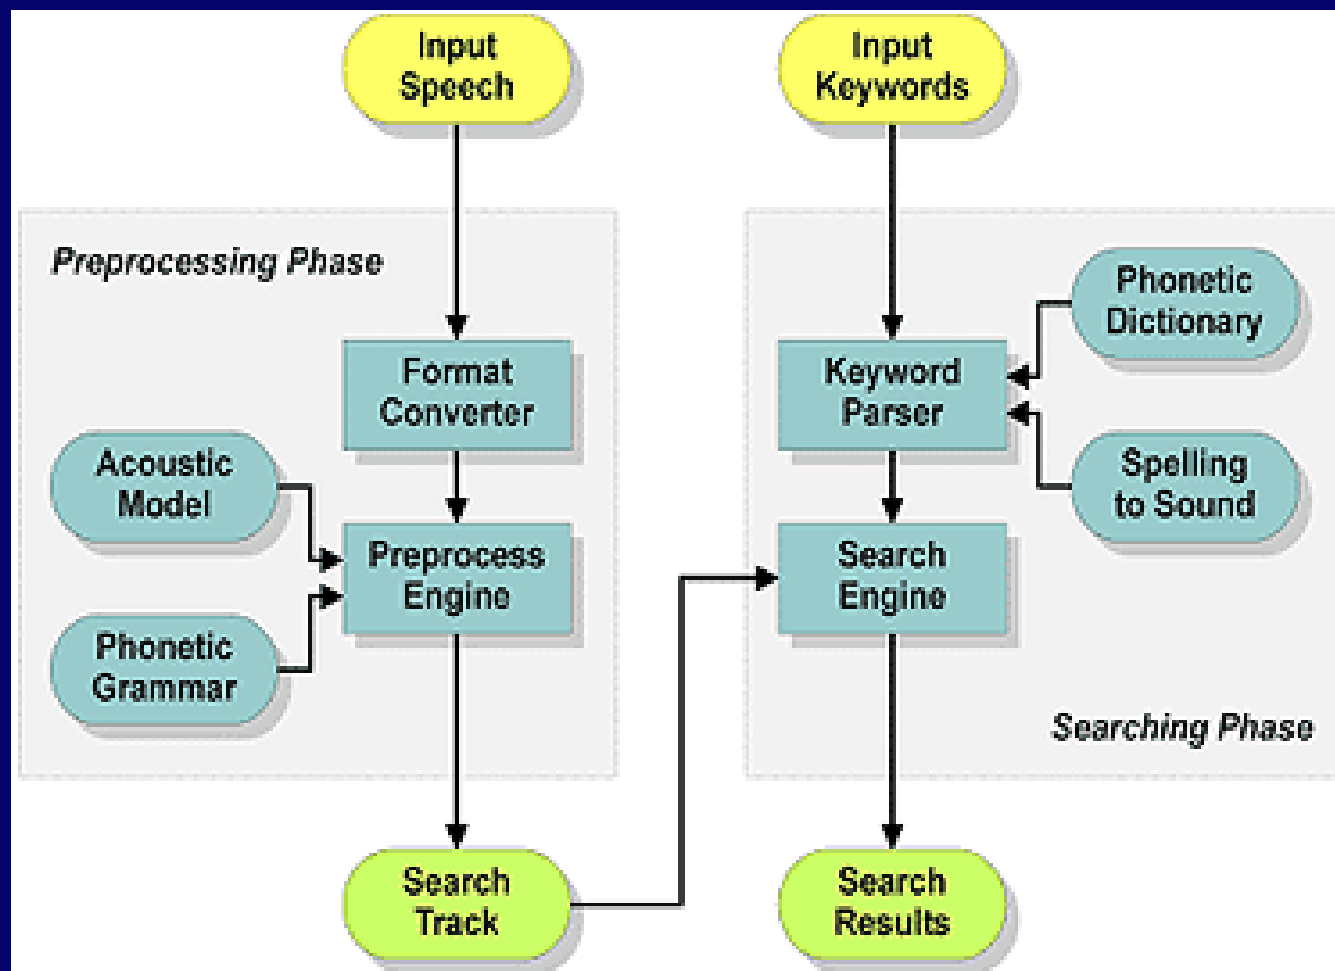 Input
Speech
Input
Keywords
Preprocessing Phase
Format
Converter
Acoustic
Model
Preprocess
Engine
Phonetic
Grammar
Search
Track
Phonetic
Dictionary
Keyword
Parser
Spelling
to Sound
Search
Engine
Searching Phase
Search
Results